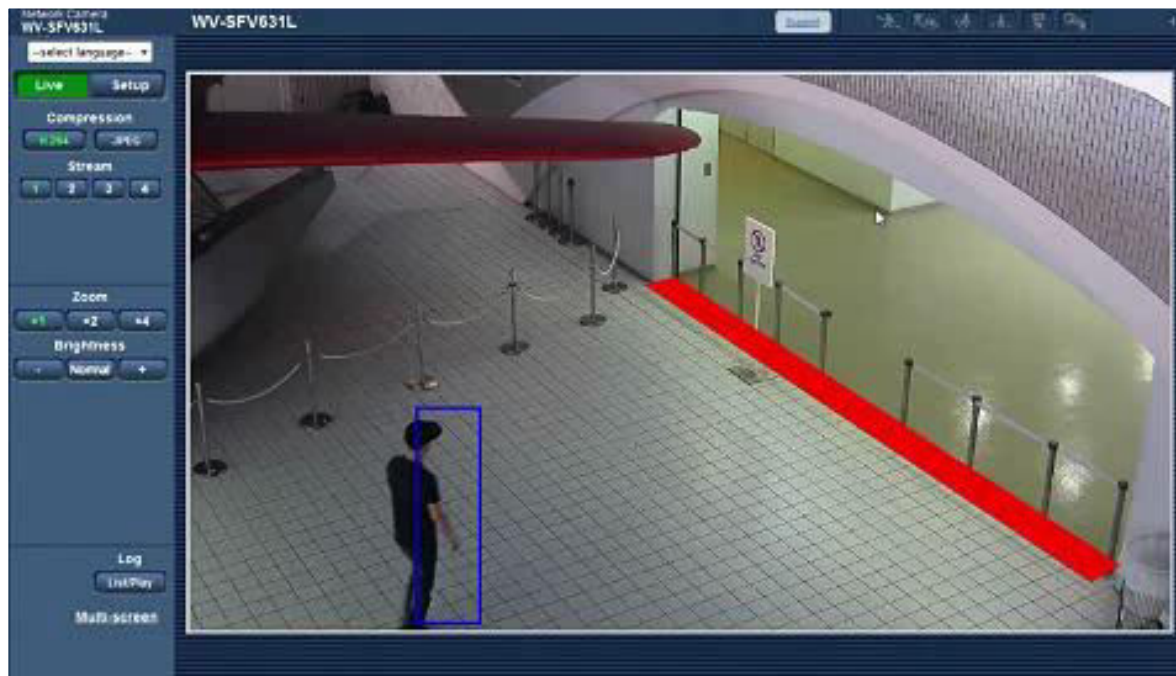 Network Camera
WV-SFV631L
WV-SFV631L
--select language--
Live Setup
Compression
H.264 JPEG
Stream
1 2 3 4
Zoom
x1 x2 x4
Brightness
- Normal +
Log
List/Play
Multi-screen